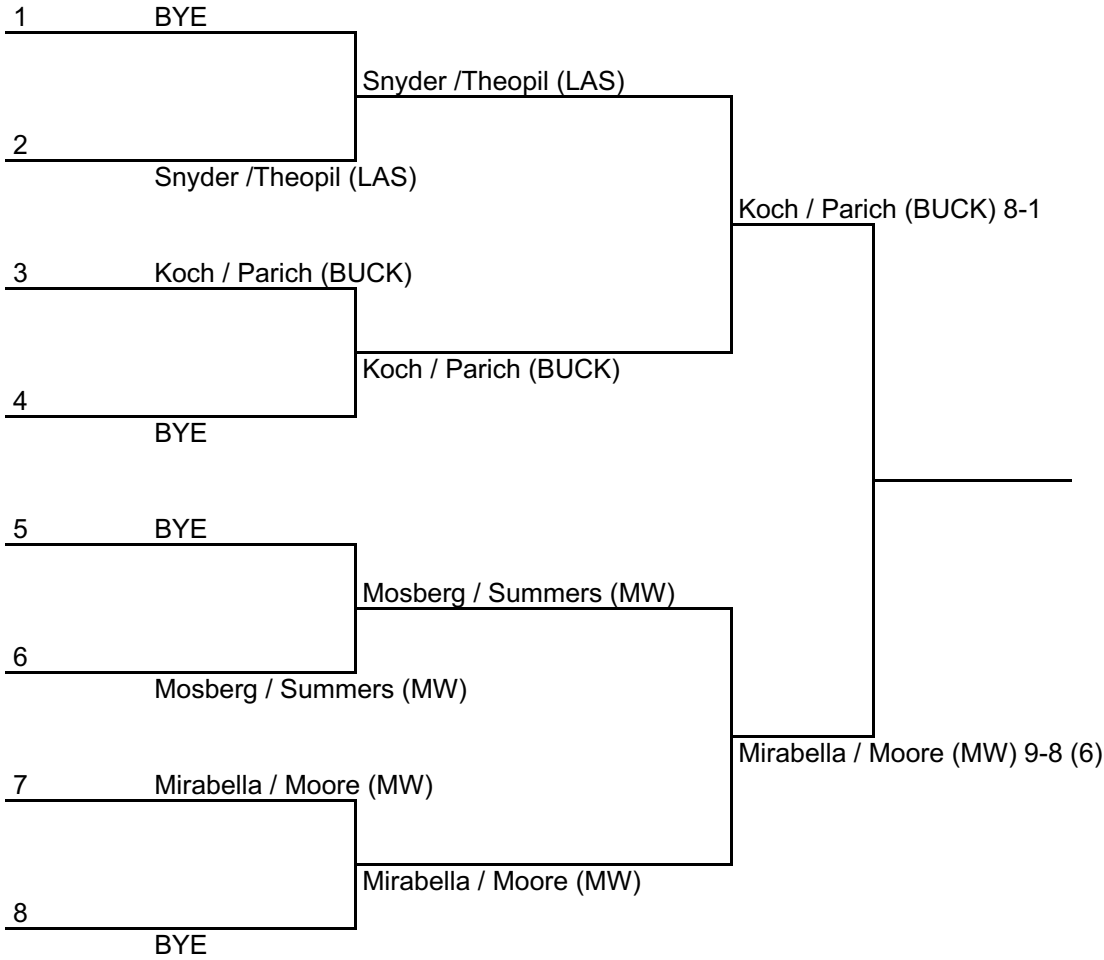 1 BYE
Snyder /Theopil (LAS)
2
Snyder /Theopil (LAS)
Koch / Parich (BUCK) 8-1
3 Koch / Parich (BUCK)
Koch / Parich (BUCK)
4
BYE
5 BYE
Mosberg / Summers (MW)
6
Mosberg / Summers (MW)
Mirabella / Moore (MW) 9-8 (6)
7 Mirabella / Moore (MW)
Mirabella / Moore (MW)
8
BYE